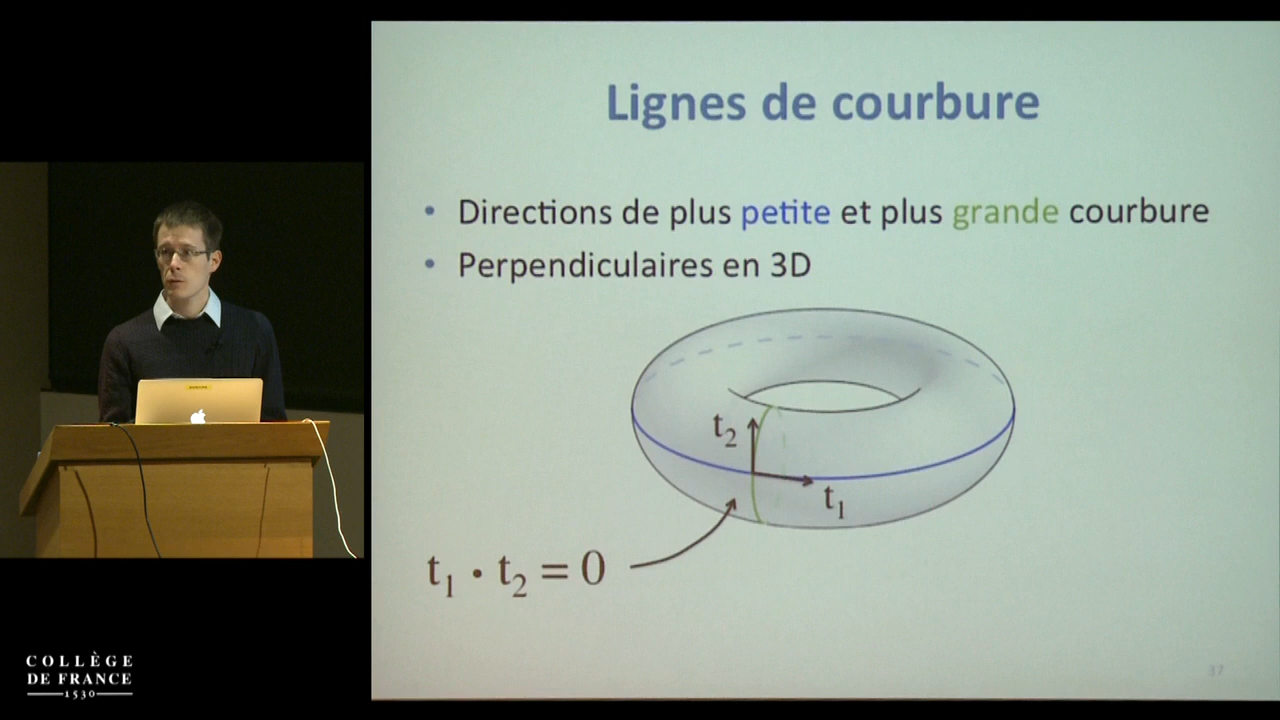 Lignes de courbure
• Directions de plus petite et plus grande courbure
• Perpendiculaires en 3D
t₂
t₁
t₁ · t₂ = 0
37
COLLÈGE
DE FRANCE
1530